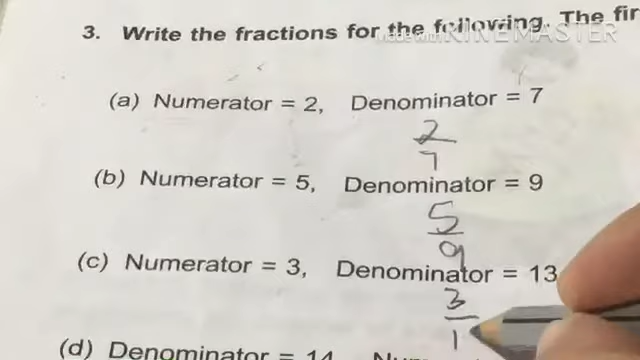 3. Write the fractions for the following. The fir
Made with KINEMASTER
(a) Numerator = 2, Denominator = 7
2
7
(b) Numerator = 5, Denominator = 9
5
9
(c) Numerator = 3, Denominator = 13
3
1
(d) Denominator = 14